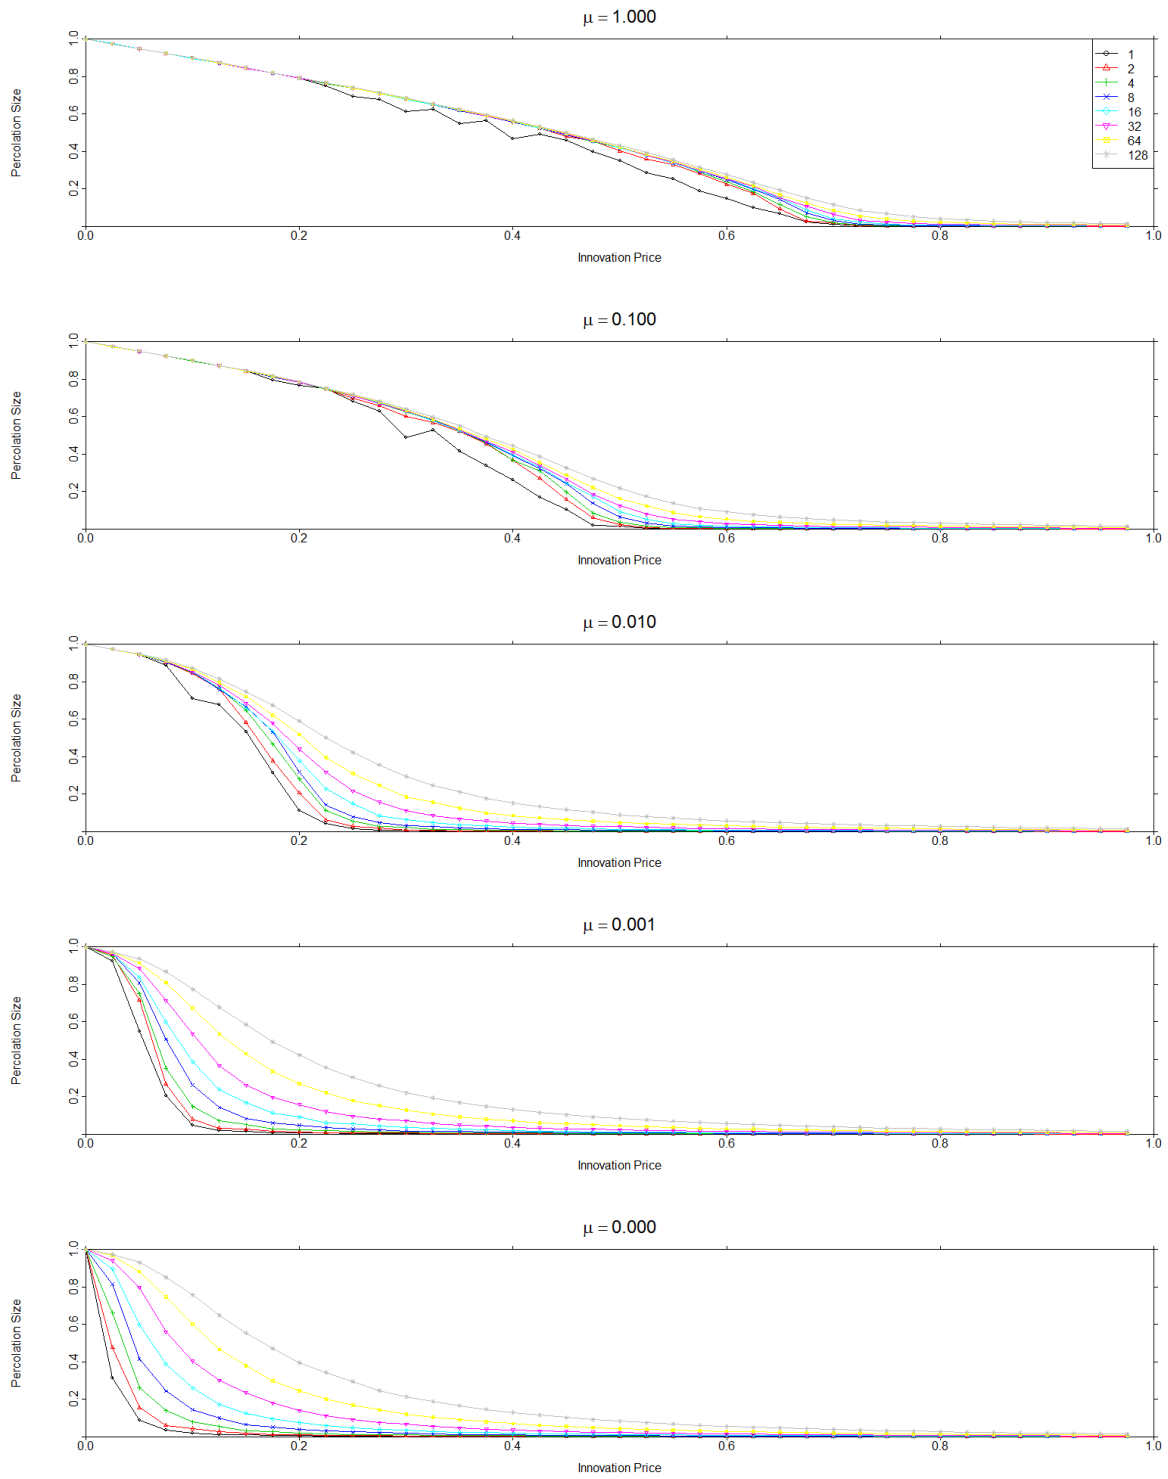 μ = 1.000
Percolation Size
1.0
0.8
0.6
0.4
0.2
1
2
4
8
16
32
64
128
0.0 0.2 0.4 0.6 0.8 1.0
Innovation Price
μ = 0.100
Percolation Size
1.0
0.8
0.6
0.4
0.2
0.0 0.2 0.4 0.6 0.8 1.0
Innovation Price
μ = 0.010
Percolation Size
1.0
0.8
0.6
0.4
0.2
0.0 0.2 0.4 0.6 0.8 1.0
Innovation Price
μ = 0.001
Percolation Size
1.0
0.8
0.6
0.4
0.2
0.0 0.2 0.4 0.6 0.8 1.0
Innovation Price
μ = 0.000
Percolation Size
1.0
0.8
0.6
0.4
0.2
0.0 0.2 0.4 0.6 0.8 1.0
Innovation Price